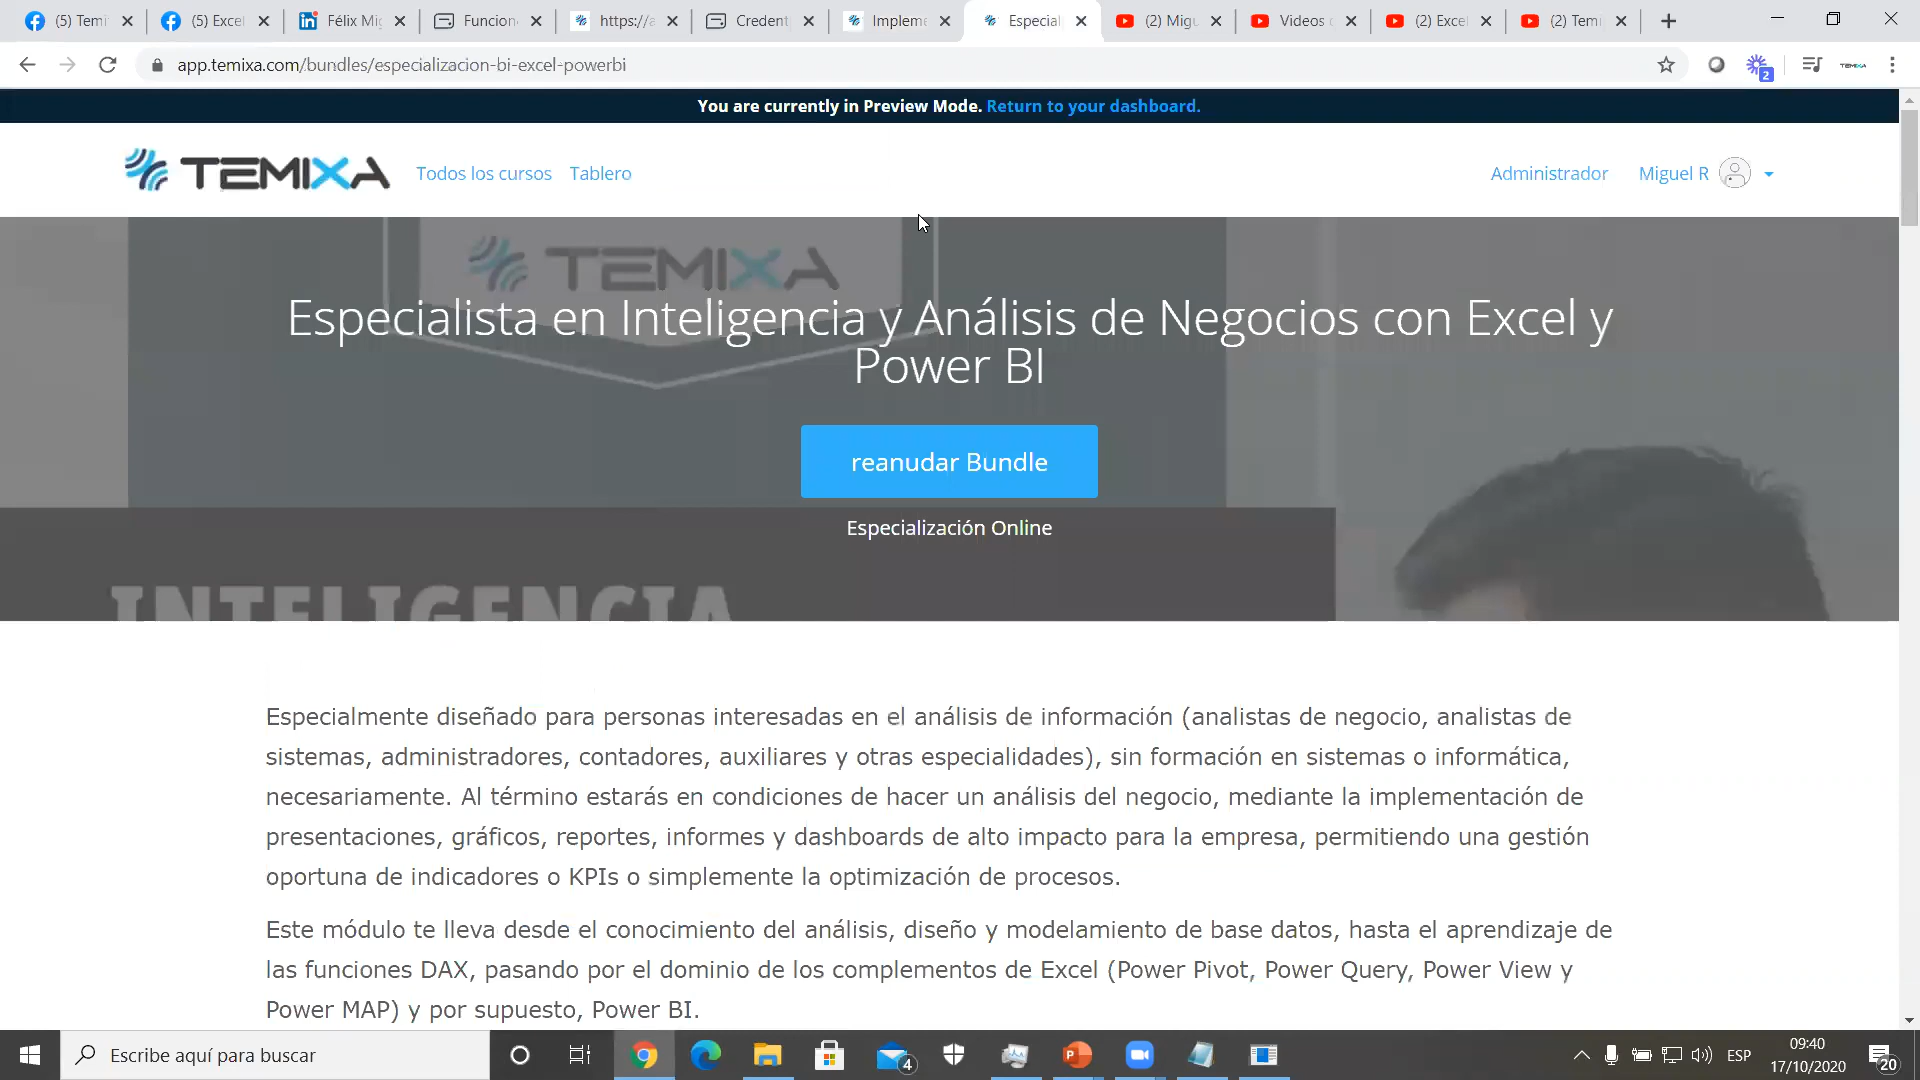 (5) Temi
(5) Exce
Félix Mig
Funcion
https://a
Credent
Impleme
Especial
(2) Migu
Videos
(2) Exce
(2) Tem
app.temixa.com/bundles/especializacion-bi-excel-powerbi
2
TEMIXA
You are currently in Preview Mode. Return to your dashboard.
TEMIXA
Todos los cursos
Tablero
Administrador
Miguel R
TEMIXA
Especialista en Inteligencia y Análisis de Negocios con Excel y
Power BI
reanudar Bundle
Especialización Online
INTELIGENCIA
Especialmente diseñado para personas interesadas en el análisis de información (analistas de negocio, analistas de
sistemas, administradores, contadores, auxiliares y otras especialidades), sin formación en sistemas o informática,
necesariamente. Al término estarás en condiciones de hacer un análisis del negocio, mediante la implementación de
presentaciones, gráficos, reportes, informes y dashboards de alto impacto para la empresa, permitiendo una gestión
oportuna de indicadores o KPIs o simplemente la optimización de procesos.
Este módulo te lleva desde el conocimiento del análisis, diseño y modelamiento de base datos, hasta el aprendizaje de
las funciones DAX, pasando por el dominio de los complementos de Excel (Power Pivot, Power Query, Power View y
Power MAP) y por supuesto, Power BI.
Escribe aquí para buscar
4
ESP
09:40
17/10/2020
20